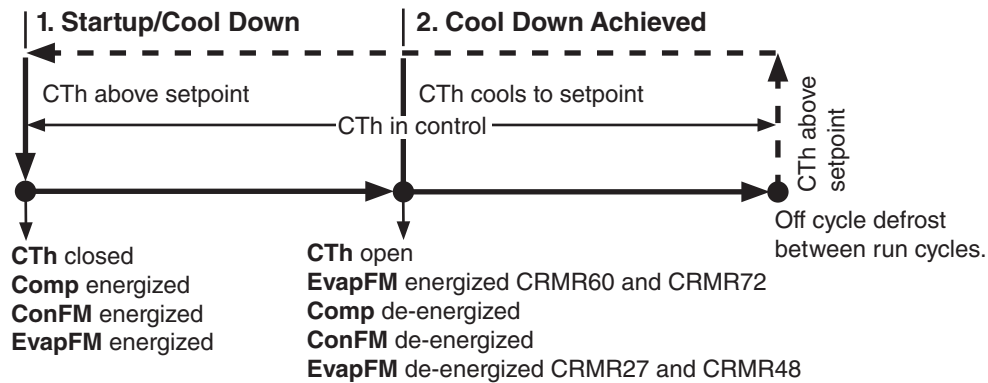 1. Startup/Cool Down
2. Cool Down Achieved
CTh above setpoint
CTh cools to setpoint
CTh in control
CTh above
setpoint
Off cycle defrost
between run cycles.
CTh closed
Comp energized
ConFM energized
EvapFM energized
CTh open
EvapFM energized CRMR60 and CRMR72
Comp de-energized
ConFM de-energized
EvapFM de-energized CRMR27 and CRMR48